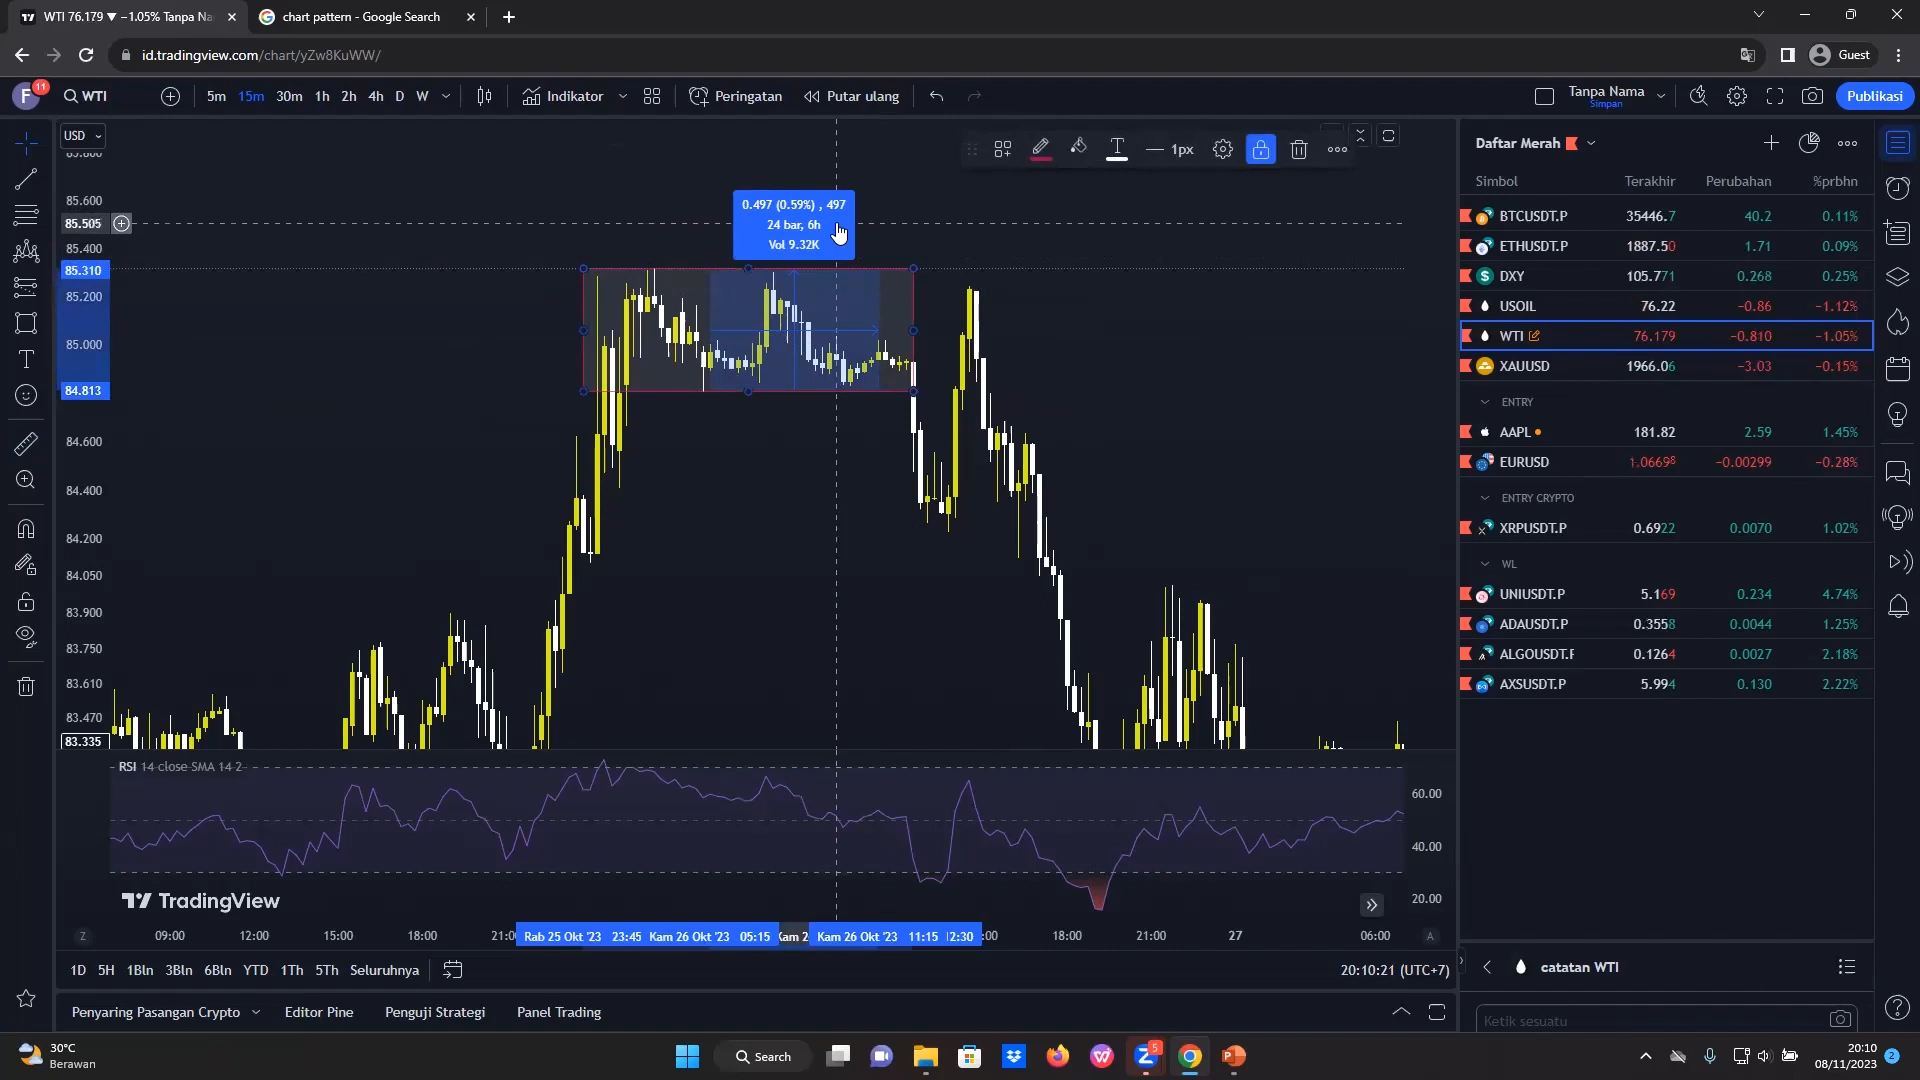 WTI 76.179 ▼ −1.05% Tanpa Na
chart pattern - Google Search
id.tradingview.com/chart/yZw8KuWW/
Guest
F
11
WTI
5m 15m 30m 1h 2h 4h D W
Indikator
Peringatan
Putar ulang
Tanpa Nama
Simpan
Publikasi
USD
1px
85.600
85.505
85.400
85.310
85.200
85.000
84.813
84.600
84.400
84.200
84.050
83.900
83.750
83.610
83.470
83.335
0.497 (0.59%) , 497
24 bar, 6h
Vol 9.32K
RSI 14 close SMA 14 2
60.00
40.00
20.00
TradingView
Z
09:00 12:00 15:00 18:00
Rab 25 Okt '23 23:45 Kam 26 Okt '23 05:15
Kam 26 Okt '23 11:15
18:00 21:00 27 06:00
A
1D 5H 1Bln 3Bln 6Bln YTD 1Th 5Th Seluruhnya
20:10:21 (UTC+7)
Penyaring Pasangan Crypto
Editor Pine
Penguji Strategi
Panel Trading
Daftar Merah
Simbol Terakhir Perubahan %prbhn
BTCUSDT.P 35446.7 40.2 0.11%
ETHUSDT.P 1887.50 1.71 0.09%
DXY 105.771 0.268 0.25%
USOIL 76.22 −0.86 −1.12%
WTI 76.179 −0.810 −1.05%
XAUUSD 1966.06 −3.03 −0.15%
ENTRY
AAPL 181.82 2.59 1.45%
EURUSD 1.06698 −0.00299 −0.28%
ENTRY CRYPTO
XRPUSDT.P 0.6922 0.0070 1.02%
WL
UNIUSDT.P 5.169 0.234 4.74%
ADAUSDT.P 0.3558 0.0044 1.25%
ALGOUSDT.F 0.1264 0.0027 2.18%
AXSUSDT.P 5.994 0.130 2.22%
catatan WTI
Ketik sesuatu
30°C
Berawan
Search
5
20:10
08/11/2023
2